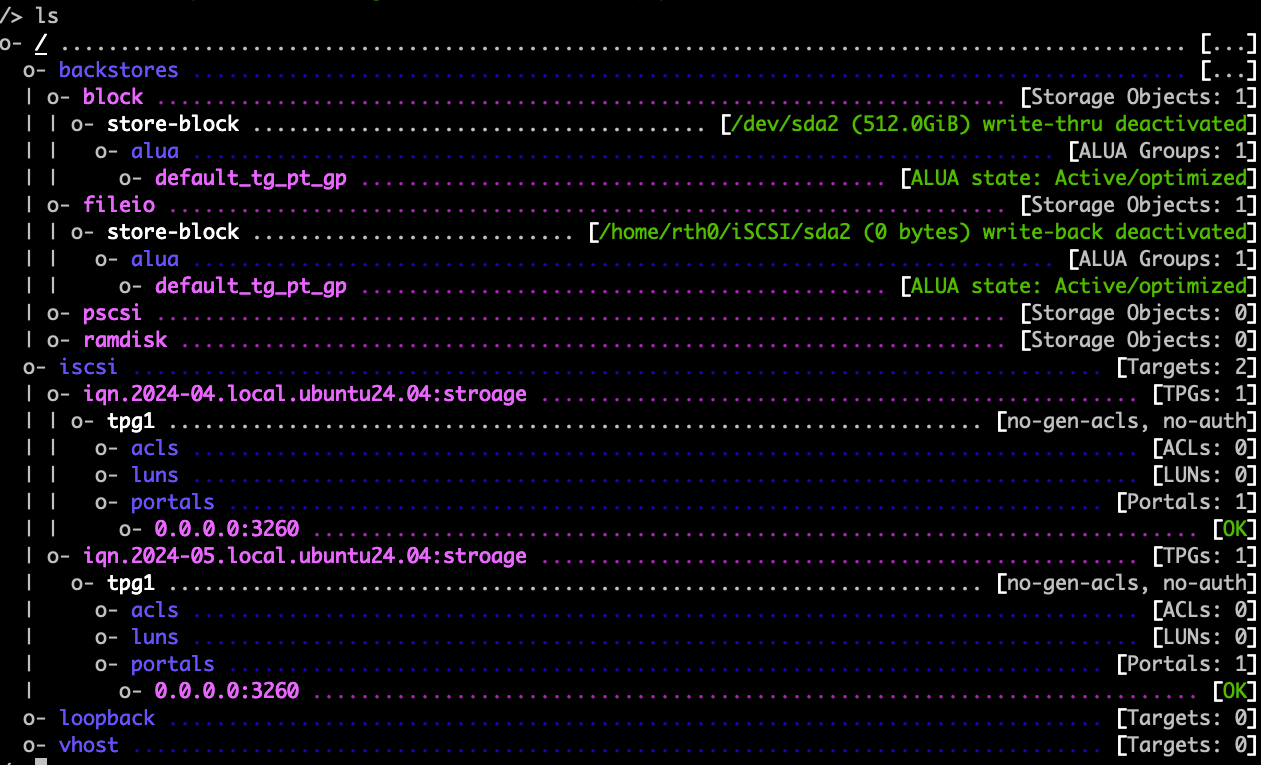 /> ls
o- / .............................................................................................. [...]
  o- backstores ................................................................................... [...]
  | o- block ....................................................................... [Storage Objects: 1]
  | | o- store-block ...................................... [/dev/sda2 (512.0GiB) write-thru deactivated]
  | |   o- alua ........................................................................ [ALUA Groups: 1]
  | |     o- default_tg_pt_gp ............................................ [ALUA state: Active/optimized]
  | o- fileio ...................................................................... [Storage Objects: 1]
  | | o- store-block ........................... [/home/rth0/iSCSI/sda2 (0 bytes) write-back deactivated]
  | |   o- alua ........................................................................ [ALUA Groups: 1]
  | |     o- default_tg_pt_gp ............................................ [ALUA state: Active/optimized]
  | o- pscsi ....................................................................... [Storage Objects: 0]
  | o- ramdisk ..................................................................... [Storage Objects: 0]
  o- iscsi ................................................................................. [Targets: 2]
  | o- iqn.2024-04.local.ubuntu24.04:stroage .................................................. [TPGs: 1]
  | | o- tpg1 .................................................................... [no-gen-acls, no-auth]
  | |   o- acls ............................................................................... [ACLs: 0]
  | |   o- luns ............................................................................... [LUNs: 0]
  | |   o- portals ......................................................................... [Portals: 1]
  | |     o- 0.0.0.0:3260 .......................................................................... [OK]
  | o- iqn.2024-05.local.ubuntu24.04:stroage .................................................. [TPGs: 1]
  |   o- tpg1 .................................................................... [no-gen-acls, no-auth]
  |   o- acls ................................................................................. [ACLs: 0]
  |     o- luns ............................................................................... [LUNs: 0]
  |     o- portals ......................................................................... [Portals: 1]
  |       o- 0.0.0.0:3260 .......................................................................... [OK]
  o- loopback .............................................................................. [Targets: 0]
  o- vhost ................................................................................. [Targets: 0]